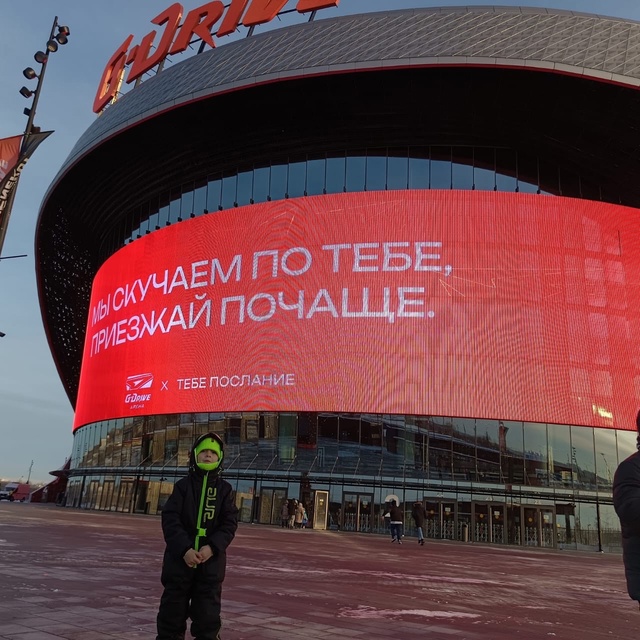 G-DRIVE
МЫ СКУЧАЕМ ПО ТЕБЕ,
ПРИЕЗЖАЙ ПОЧАЩЕ.
G-DRIVE
ARENA
X ТЕБЕ ПОСЛАНИЕ